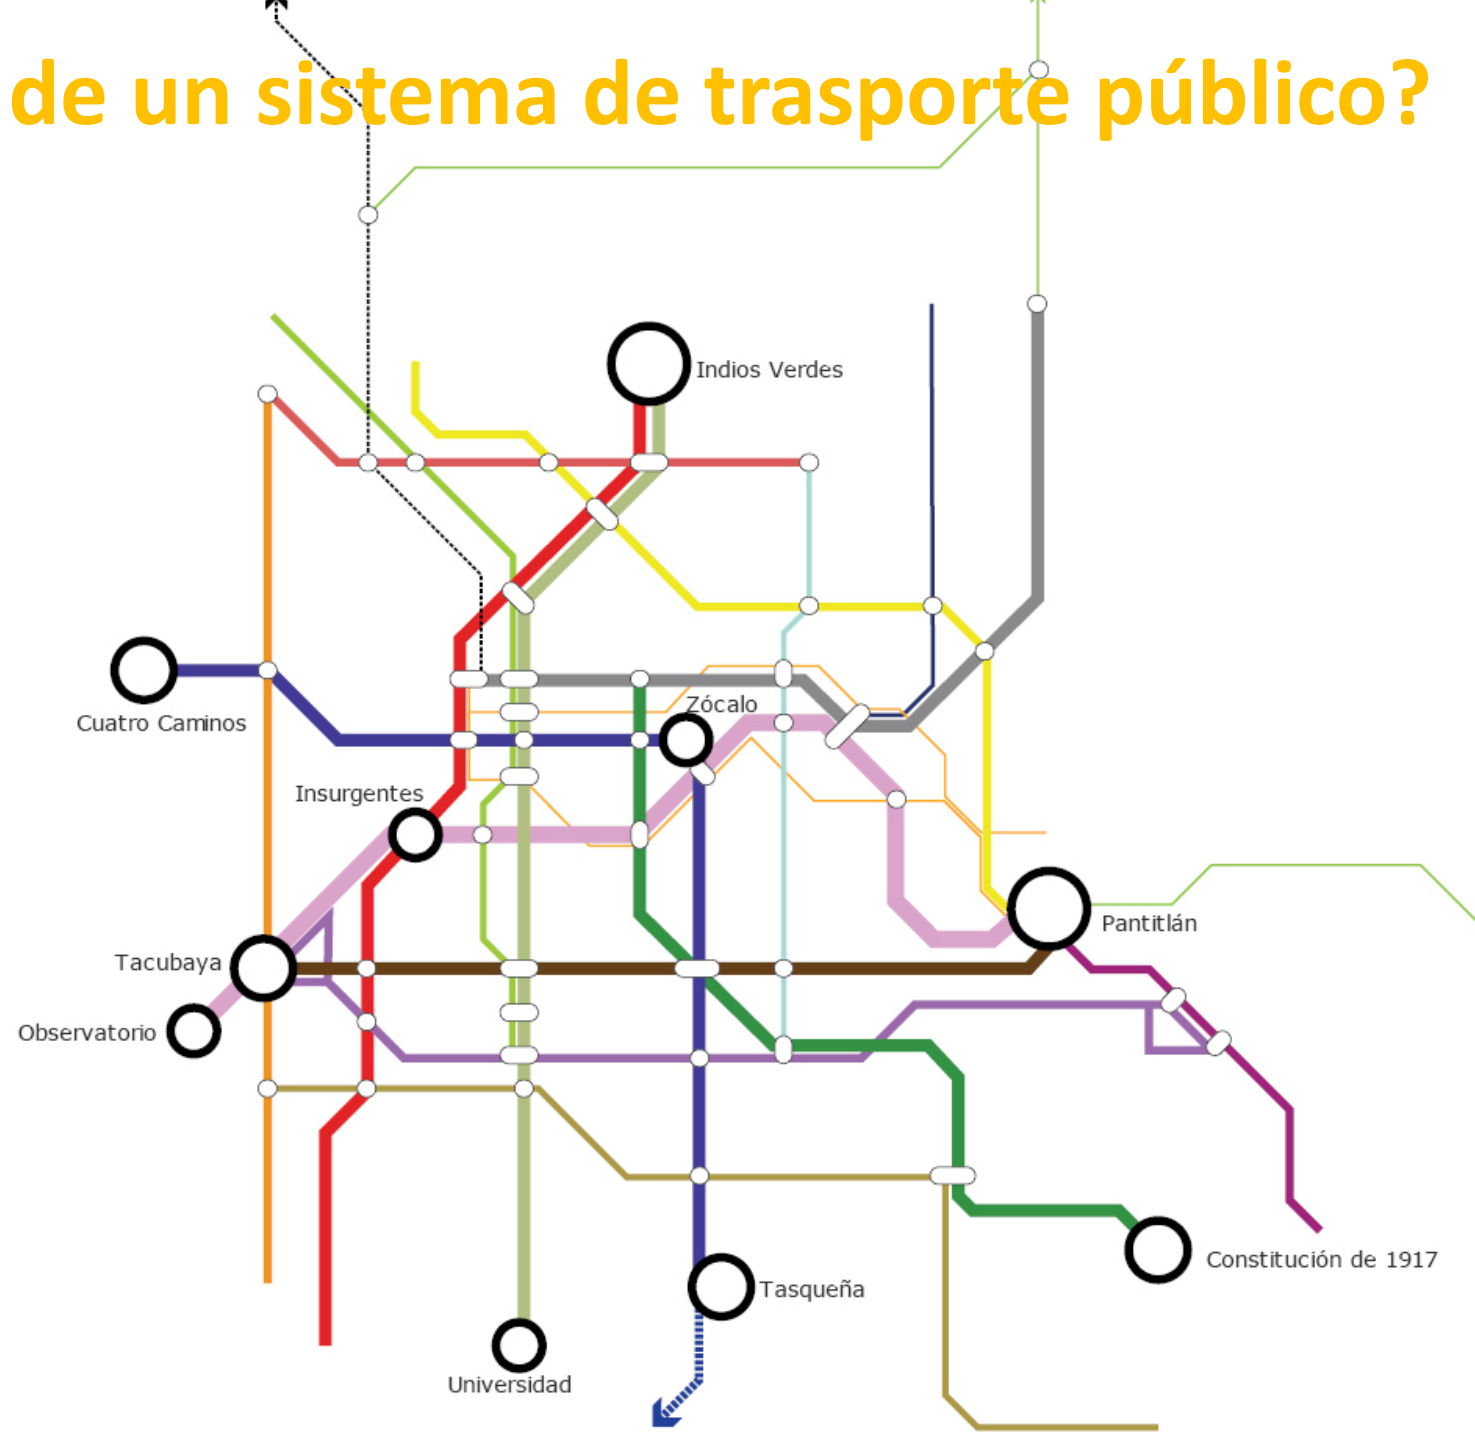 de un sistema de trasporte público?
Indios Verdes
Zócalo
Cuatro Caminos
Insurgentes
Pantitlán
Tacubaya
Observatorio
Constitución de 1917
Tasqueña
Universidad